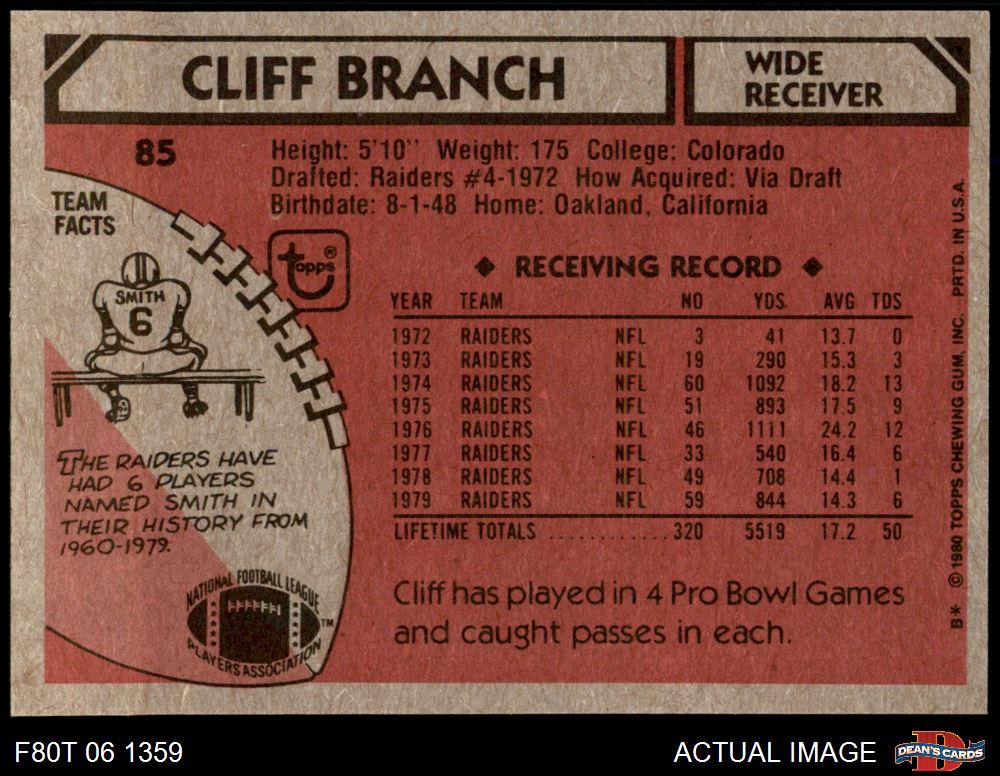 CLIFF BRANCH
WIDE
RECEIVER
85
Height: 5'10" Weight: 175 College: Colorado
Drafted: Raiders #4-1972 How Acquired: Via Draft
Birthdate: 8-1-48 Home: Oakland, California
TEAM
FACTS
SMITH
6
topps®
THE RAIDERS HAVE
HAD 6 PLAYERS
NAMED SMITH IN
THEIR HISTORY FROM
1960-1979.
NATIONAL FOOTBALL LEAGUE
PLAYERS ASSOCIATION
TM
◆ RECEIVING RECORD ◆
YEAR TEAM NO YDS. AVG TDS
1972 RAIDERS NFL 3 41 13.7 0
1973 RAIDERS NFL 19 290 15.3 3
1974 RAIDERS NFL 60 1092 18.2 13
1975 RAIDERS NFL 51 893 17.5 9
1976 RAIDERS NFL 46 1111 24.2 12
1977 RAIDERS NFL 33 540 16.4 6
1978 RAIDERS NFL 49 708 14.4 1
1979 RAIDERS NFL 59 844 14.3 6
LIFETIME TOTALS ............ 320 5519 17.2 50
Cliff has played in 4 Pro Bowl Games
and caught passes in each.
B* © 1980 TOPPS CHEWING GUM, INC. PRTD. IN U.S.A.
F80T 06 1359
ACTUAL IMAGE
DEAN'S CARDS